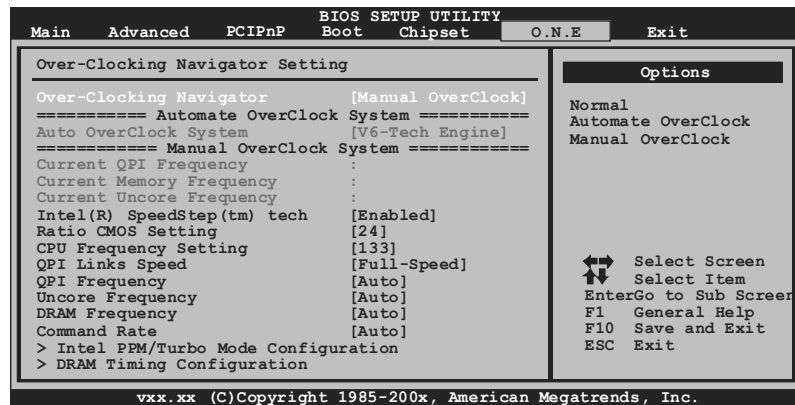 BIOS SETUP UTILITY
Main Advanced PCIPnP Boot Chipset O.N.E Exit
Over-Clocking Navigator Setting
Over-Clocking Navigator [Manual OverClock]
=========== Automate OverClock System ===========
Auto OverClock System [V6-Tech Engine]
============ Manual OverClock System ============
Current QPI Frequency :
Current Memory Frequency :
Current Uncore Frequency :
Intel(R) SpeedStep(tm) tech [Enabled]
Ratio CMOS Setting [24]
CPU Frequency Setting [133]
QPI Links Speed [Full-Speed]
QPI Frequency [Auto]
Uncore Frequency [Auto]
DRAM Frequency [Auto]
Command Rate [Auto]
> Intel PPM/Turbo Mode Configuration
> DRAM Timing Configuration
Options
Normal
Automate OverClock
Manual OverClock
Select Screen
Select Item
EnterGo to Sub Screen
F1 General Help
F10 Save and Exit
ESC Exit
vxx.xx (C)Copyright 1985-200x, American Megatrends, Inc.